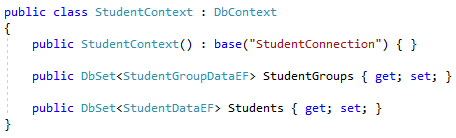 public class StudentContext : DbContext
{
    public StudentContext() : base("StudentConnection") { }
    public DbSet<StudentGroupDataEF> StudentGroups { get; set; }
    public DbSet<StudentDataEF> Students { get; set; }
}